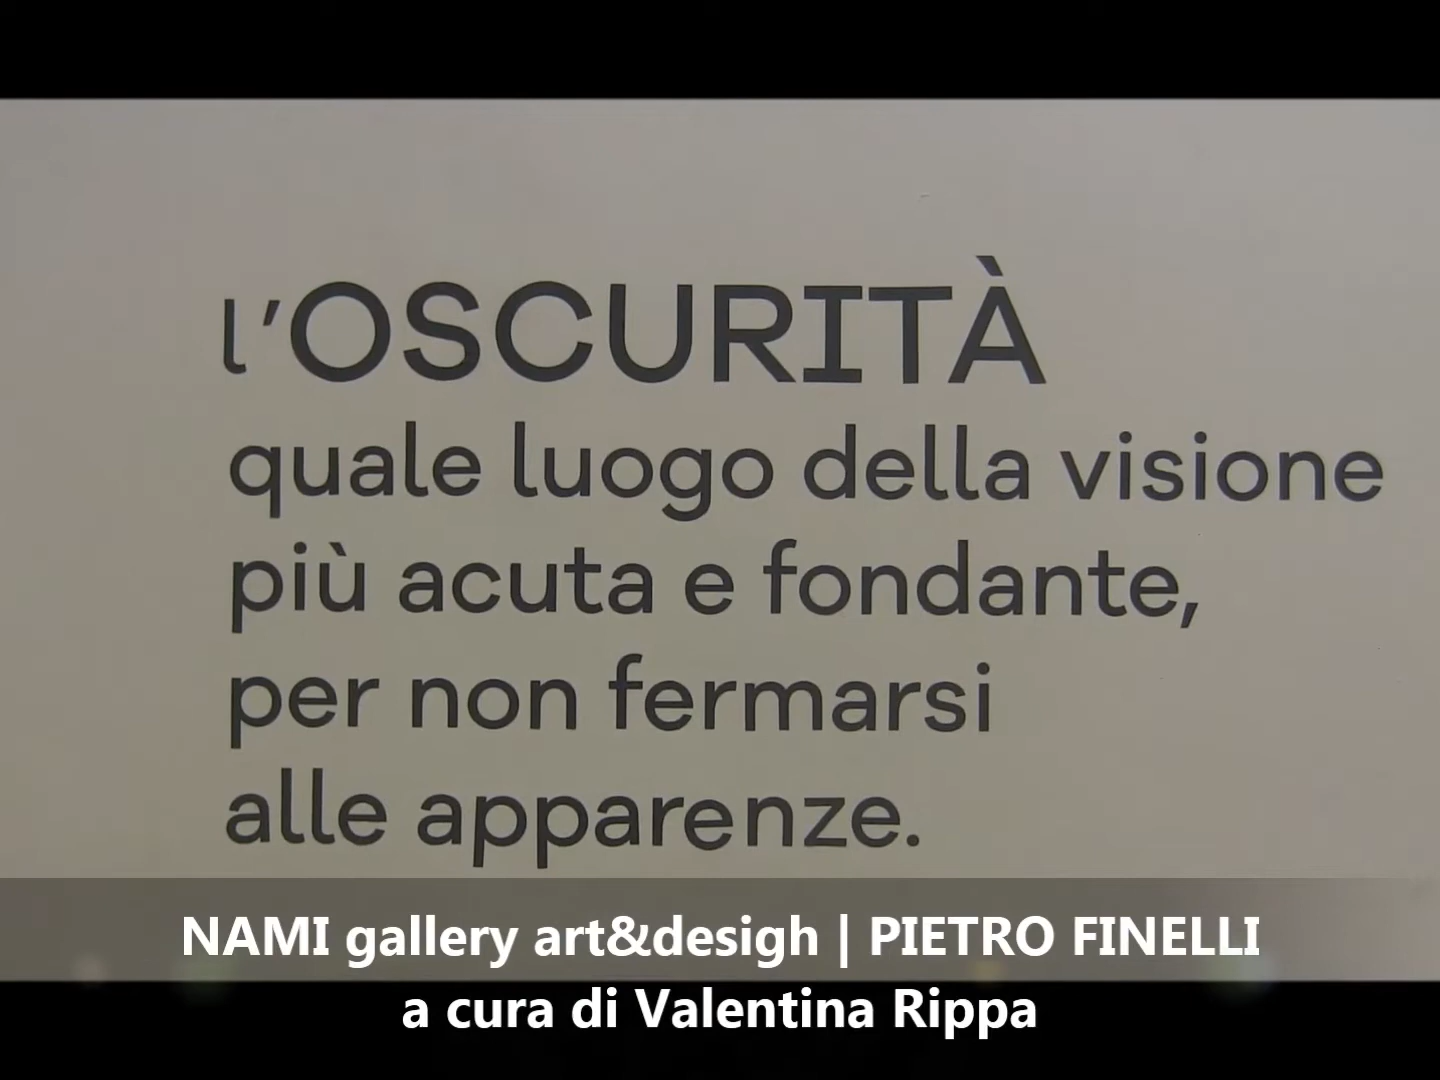 l'OSCURITÀ
quale luogo della visione
più acuta e fondante,
per non fermarsi
alle apparenze.
NAMI gallery art&desigh | PIETRO FINELLI
a cura di Valentina Rippa